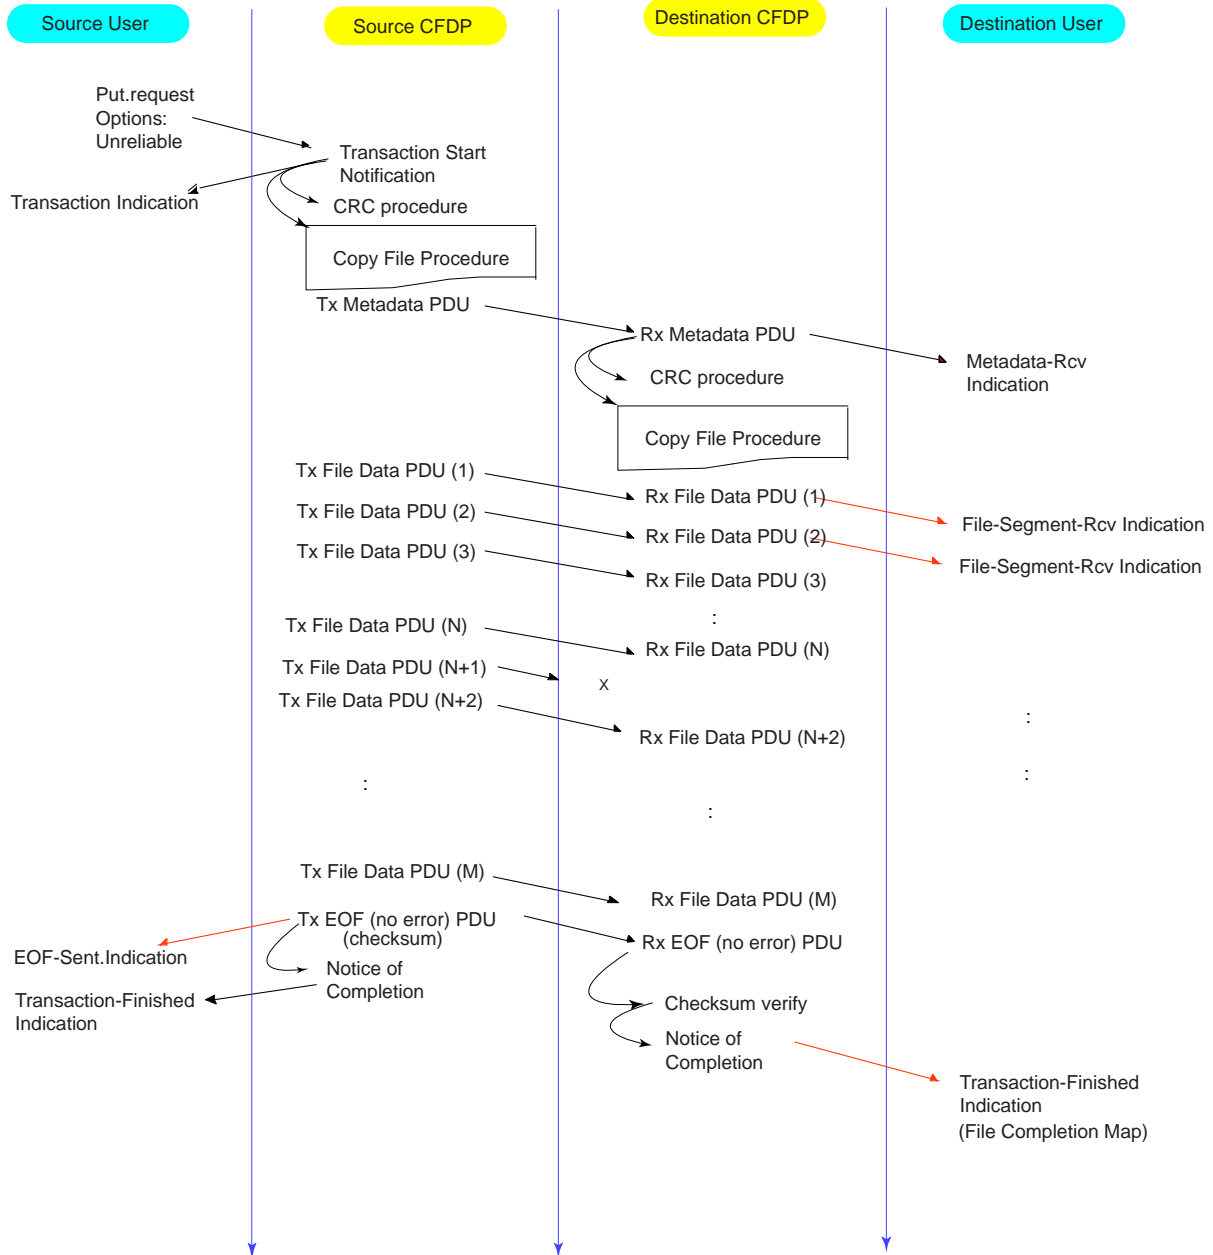 Source User
Source CFDP
Destination CFDP
Destination User
Put.request
Options:
Unreliable
Transaction Start
Notification
Transaction Indication
CRC procedure
Copy File Procedure
Tx Metadata PDU
Rx Metadata PDU
Metadata-Rcv
Indication
CRC procedure
Copy File Procedure
Tx File Data PDU (1)
Rx File Data PDU (1)
File-Segment-Rcv Indication
Tx File Data PDU (2)
Rx File Data PDU (2)
File-Segment-Rcv Indication
Tx File Data PDU (3)
Rx File Data PDU (3)
:
Tx File Data PDU (N)
Rx File Data PDU (N)
Tx File Data PDU (N+1)
X
Tx File Data PDU (N+2)
Rx File Data PDU (N+2)
:
:
:
:
Tx File Data PDU (M)
Rx File Data PDU (M)
Tx EOF (no error) PDU
(checksum)
Rx EOF (no error) PDU
EOF-Sent.Indication
Notice of
Completion
Transaction-Finished
Indication
Checksum verify
Notice of
Completion
Transaction-Finished
Indication
(File Completion Map)